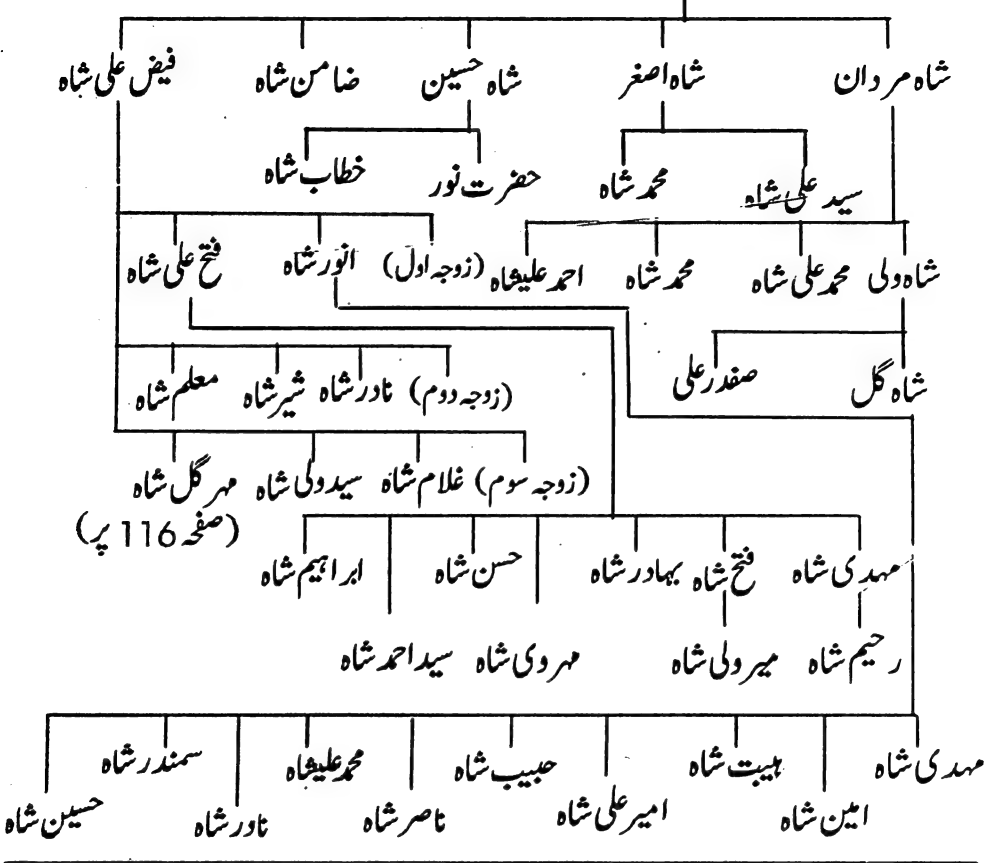 شاہ مردان شاہ اصغر شاہ حسین ضامن شاہ فیض علی شاہ
سید علی شاہ محمد شاہ حضرت نور خطاب شاہ
شاہ ولی محمد علی شاہ محمد شاہ احمد علیشاہ (زوجہ اول) انور شاہ فتح علی شاہ
شاہ گل صفدر علی (زوجہ دوم) نادر شاہ شیر شاہ معلم شاہ
(زوجہ سوم) غلام شاہ سید ولی شاہ مہر گل شاہ
(صفحہ 116 پر)
مہدی شاہ فتح شاہ بہادر شاہ حسن شاہ ابراہیم شاہ
رحیم شاہ میر ولی شاہ مہروی شاہ سید احمد شاہ
مہدی شاہ ہیبت شاہ حبیب شاہ محمد علیشاہ سمندر شاہ
امین شاہ امیر علی شاہ ناصر شاہ نادر شاہ حسین شاہ